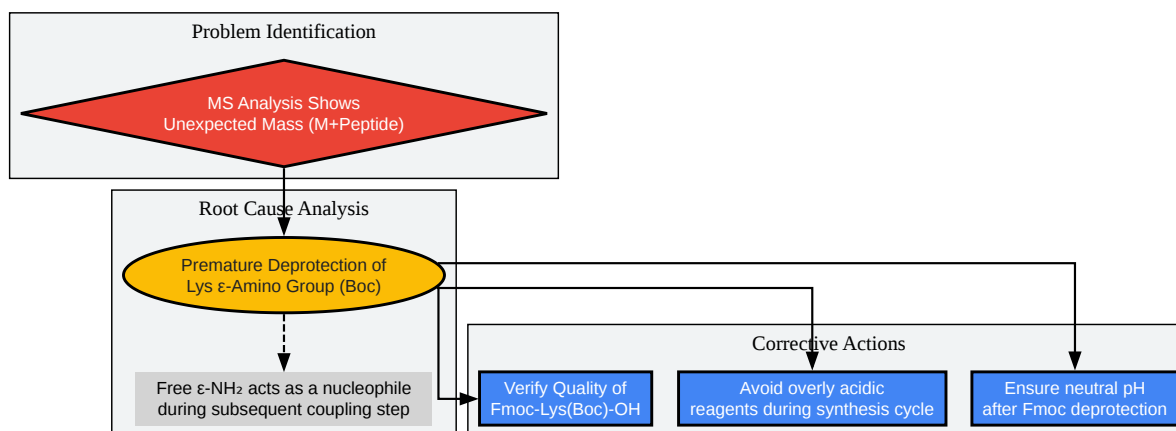 Problem Identification
MS Analysis Shows
Unexpected Mass (M+Peptide)
Root Cause Analysis
Premature Deprotection of
Lys ε-Amino Group (Boc)
Free ε-NH₂ acts as a nucleophile
during subsequent coupling step
Corrective Actions
Verify Quality of
Fmoc-Lys(Boc)-OH
Avoid overly acidic
reagents during synthesis cycle
Ensure neutral pH
after Fmoc deprotection